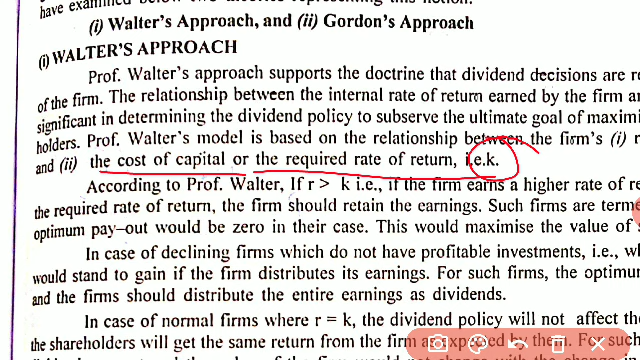 have examined below two theories representing this notion.
(i) Walter's Approach, and (ii) Gordon's Approach
(i) WALTER'S APPROACH
Prof. Walter's approach supports the doctrine that dividend decisions are
of the firm. The relationship between the internal rate of return earned by the firm
significant in determining the dividend policy to subserve the ultimate goal of
holders. Prof. Walter's model is based on the relationship between the firm's (i)
and (ii) the cost of capital or the required rate of return, i.e.k.
According to Prof. Walter, If r > k i.e., if the firm earns a higher rate of
the required rate of return, the firm should retain the earnings. Such firms are
optimum pay-out would be zero in their case. This would maximise the value of
In case of declining firms which do not have profitable investments, i.e.,
would stand to gain if the firm distributes its earnings. For such firms, the
and the firms should distribute the entire earnings as dividends.
In case of normal firms where r = k, the dividend policy will not affect
the shareholders will get the same return from the firm as expected by them. For such